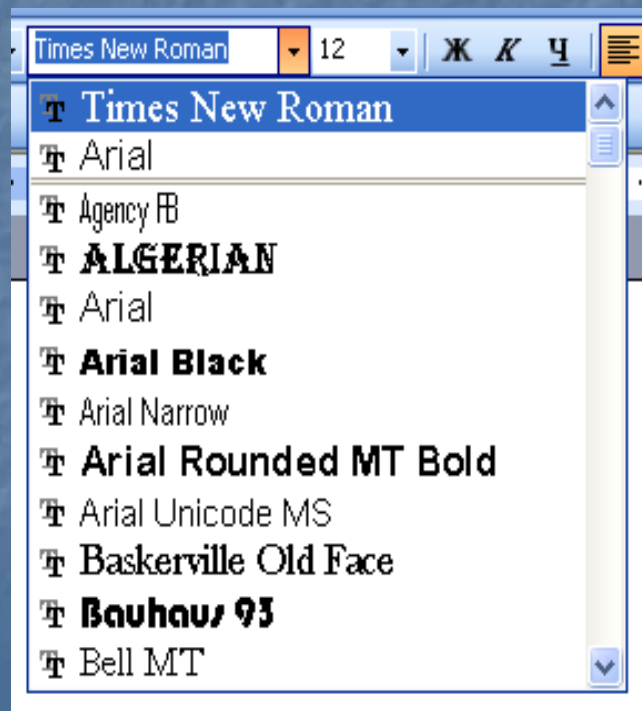 Times New Roman 12 Ж К Ч
Times New Roman
Arial
Agency FB
ALGERIAN
Arial
Arial Black
Arial Narrow
Arial Rounded MT Bold
Arial Unicode MS
Baskerville Old Face
Bauhaus 93
Bell MT